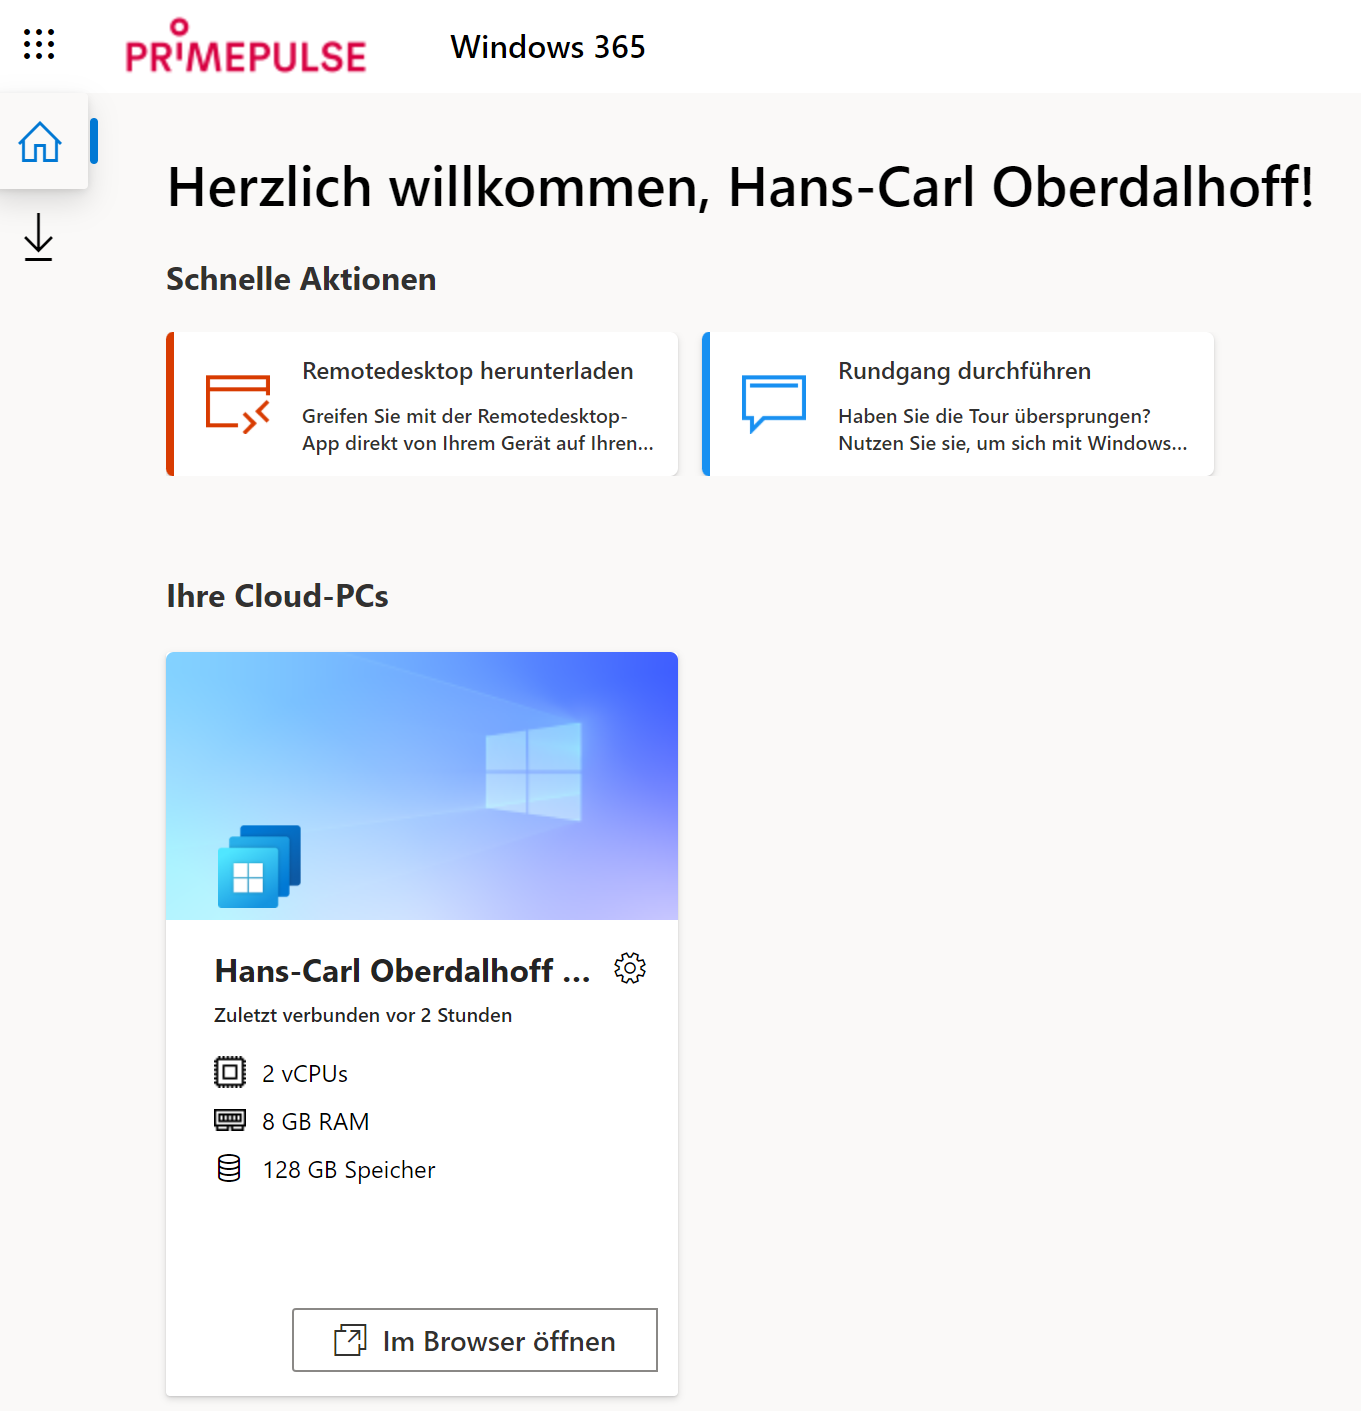 PRIMEPULSE
Windows 365
Herzlich willkommen, Hans-Carl Oberdalhoff!
Schnelle Aktionen
Remotedesktop herunterladen
Greifen Sie mit der Remotedesktop-
App direkt von Ihrem Gerät auf Ihren...
Rundgang durchführen
Haben Sie die Tour übersprungen?
Nutzen Sie sie, um sich mit Windows...
Ihre Cloud-PCs
Hans-Carl Oberdalhoff ...
Zuletzt verbunden vor 2 Stunden
2 vCPUs
8 GB RAM
128 GB Speicher
Im Browser öffnen